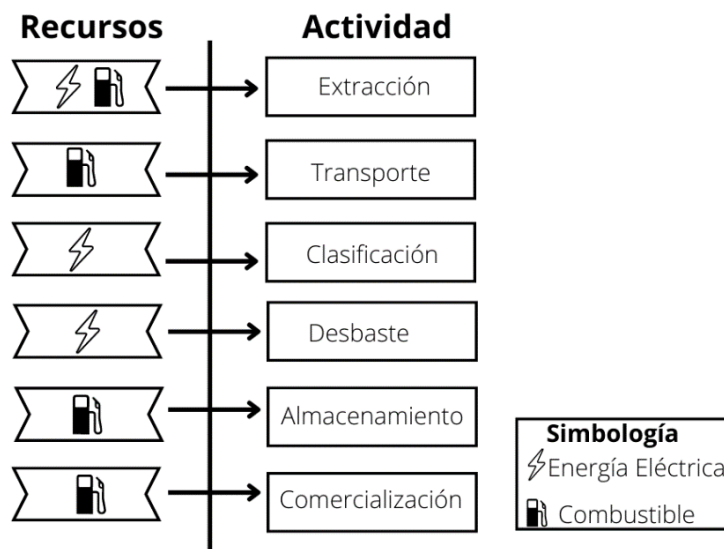 Recursos
Actividad
Extracción
Transporte
Clasificación
Desbaste
Almacenamiento
Comercialización
Simbología
Energía Eléctrica
Combustible